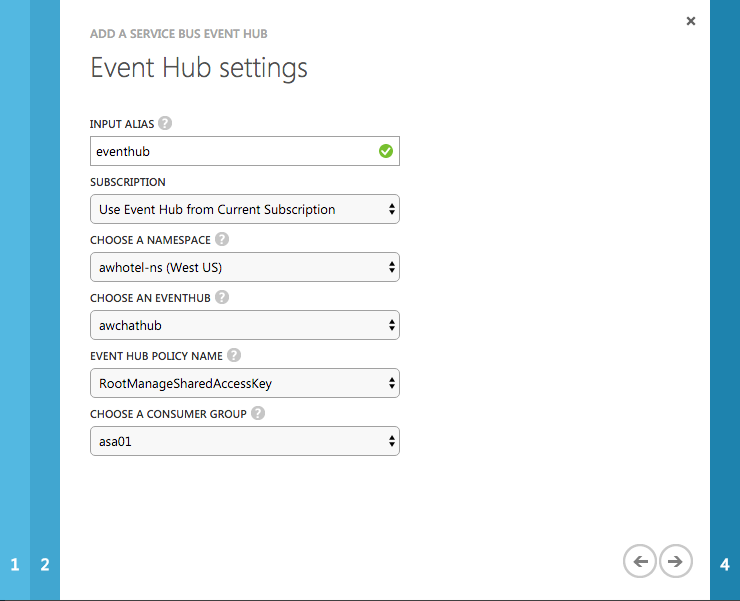 ADD A SERVICE BUS EVENT HUB
Event Hub settings
INPUT ALIAS ?
eventhub
SUBSCRIPTION
Use Event Hub from Current Subscription
CHOOSE A NAMESPACE ?
awhotel-ns (West US)
CHOOSE AN EVENTHUB ?
awchathub
EVENT HUB POLICY NAME ?
RootManageSharedAccessKey
CHOOSE A CONSUMER GROUP ?
asa01
1 2 4